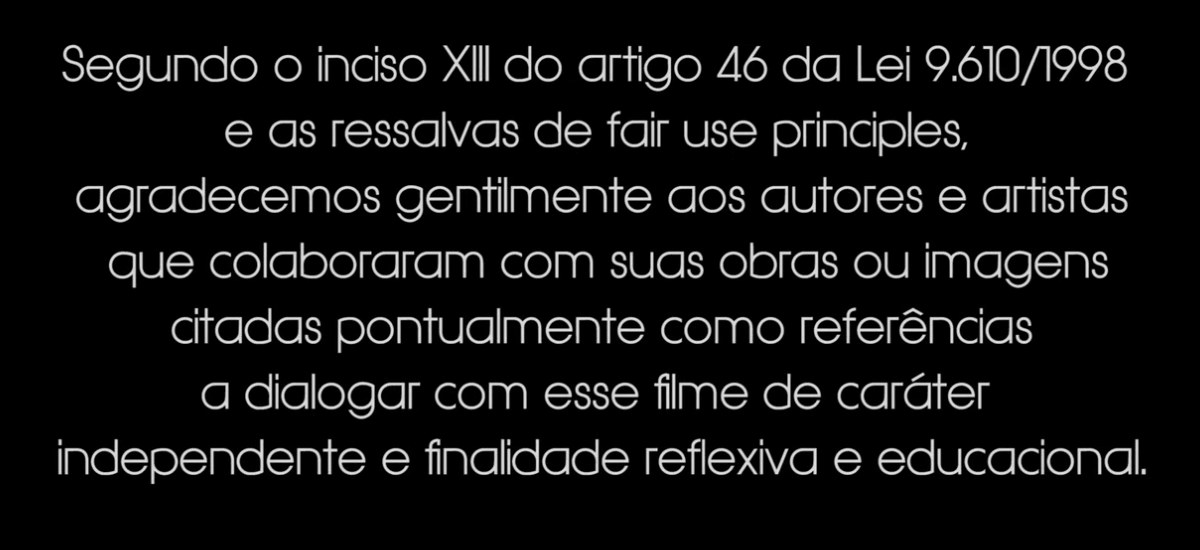 Segundo o inciso XIII do artigo 46 da Lei 9.610/1998
e as ressalvas de fair use principles,
agradecemos gentilmente aos autores e artistas
que colaboraram com suas obras ou imagens
citadas pontualmente como referências
a dialogar com esse filme de caráter
independente e finalidade reflexiva e educacional.